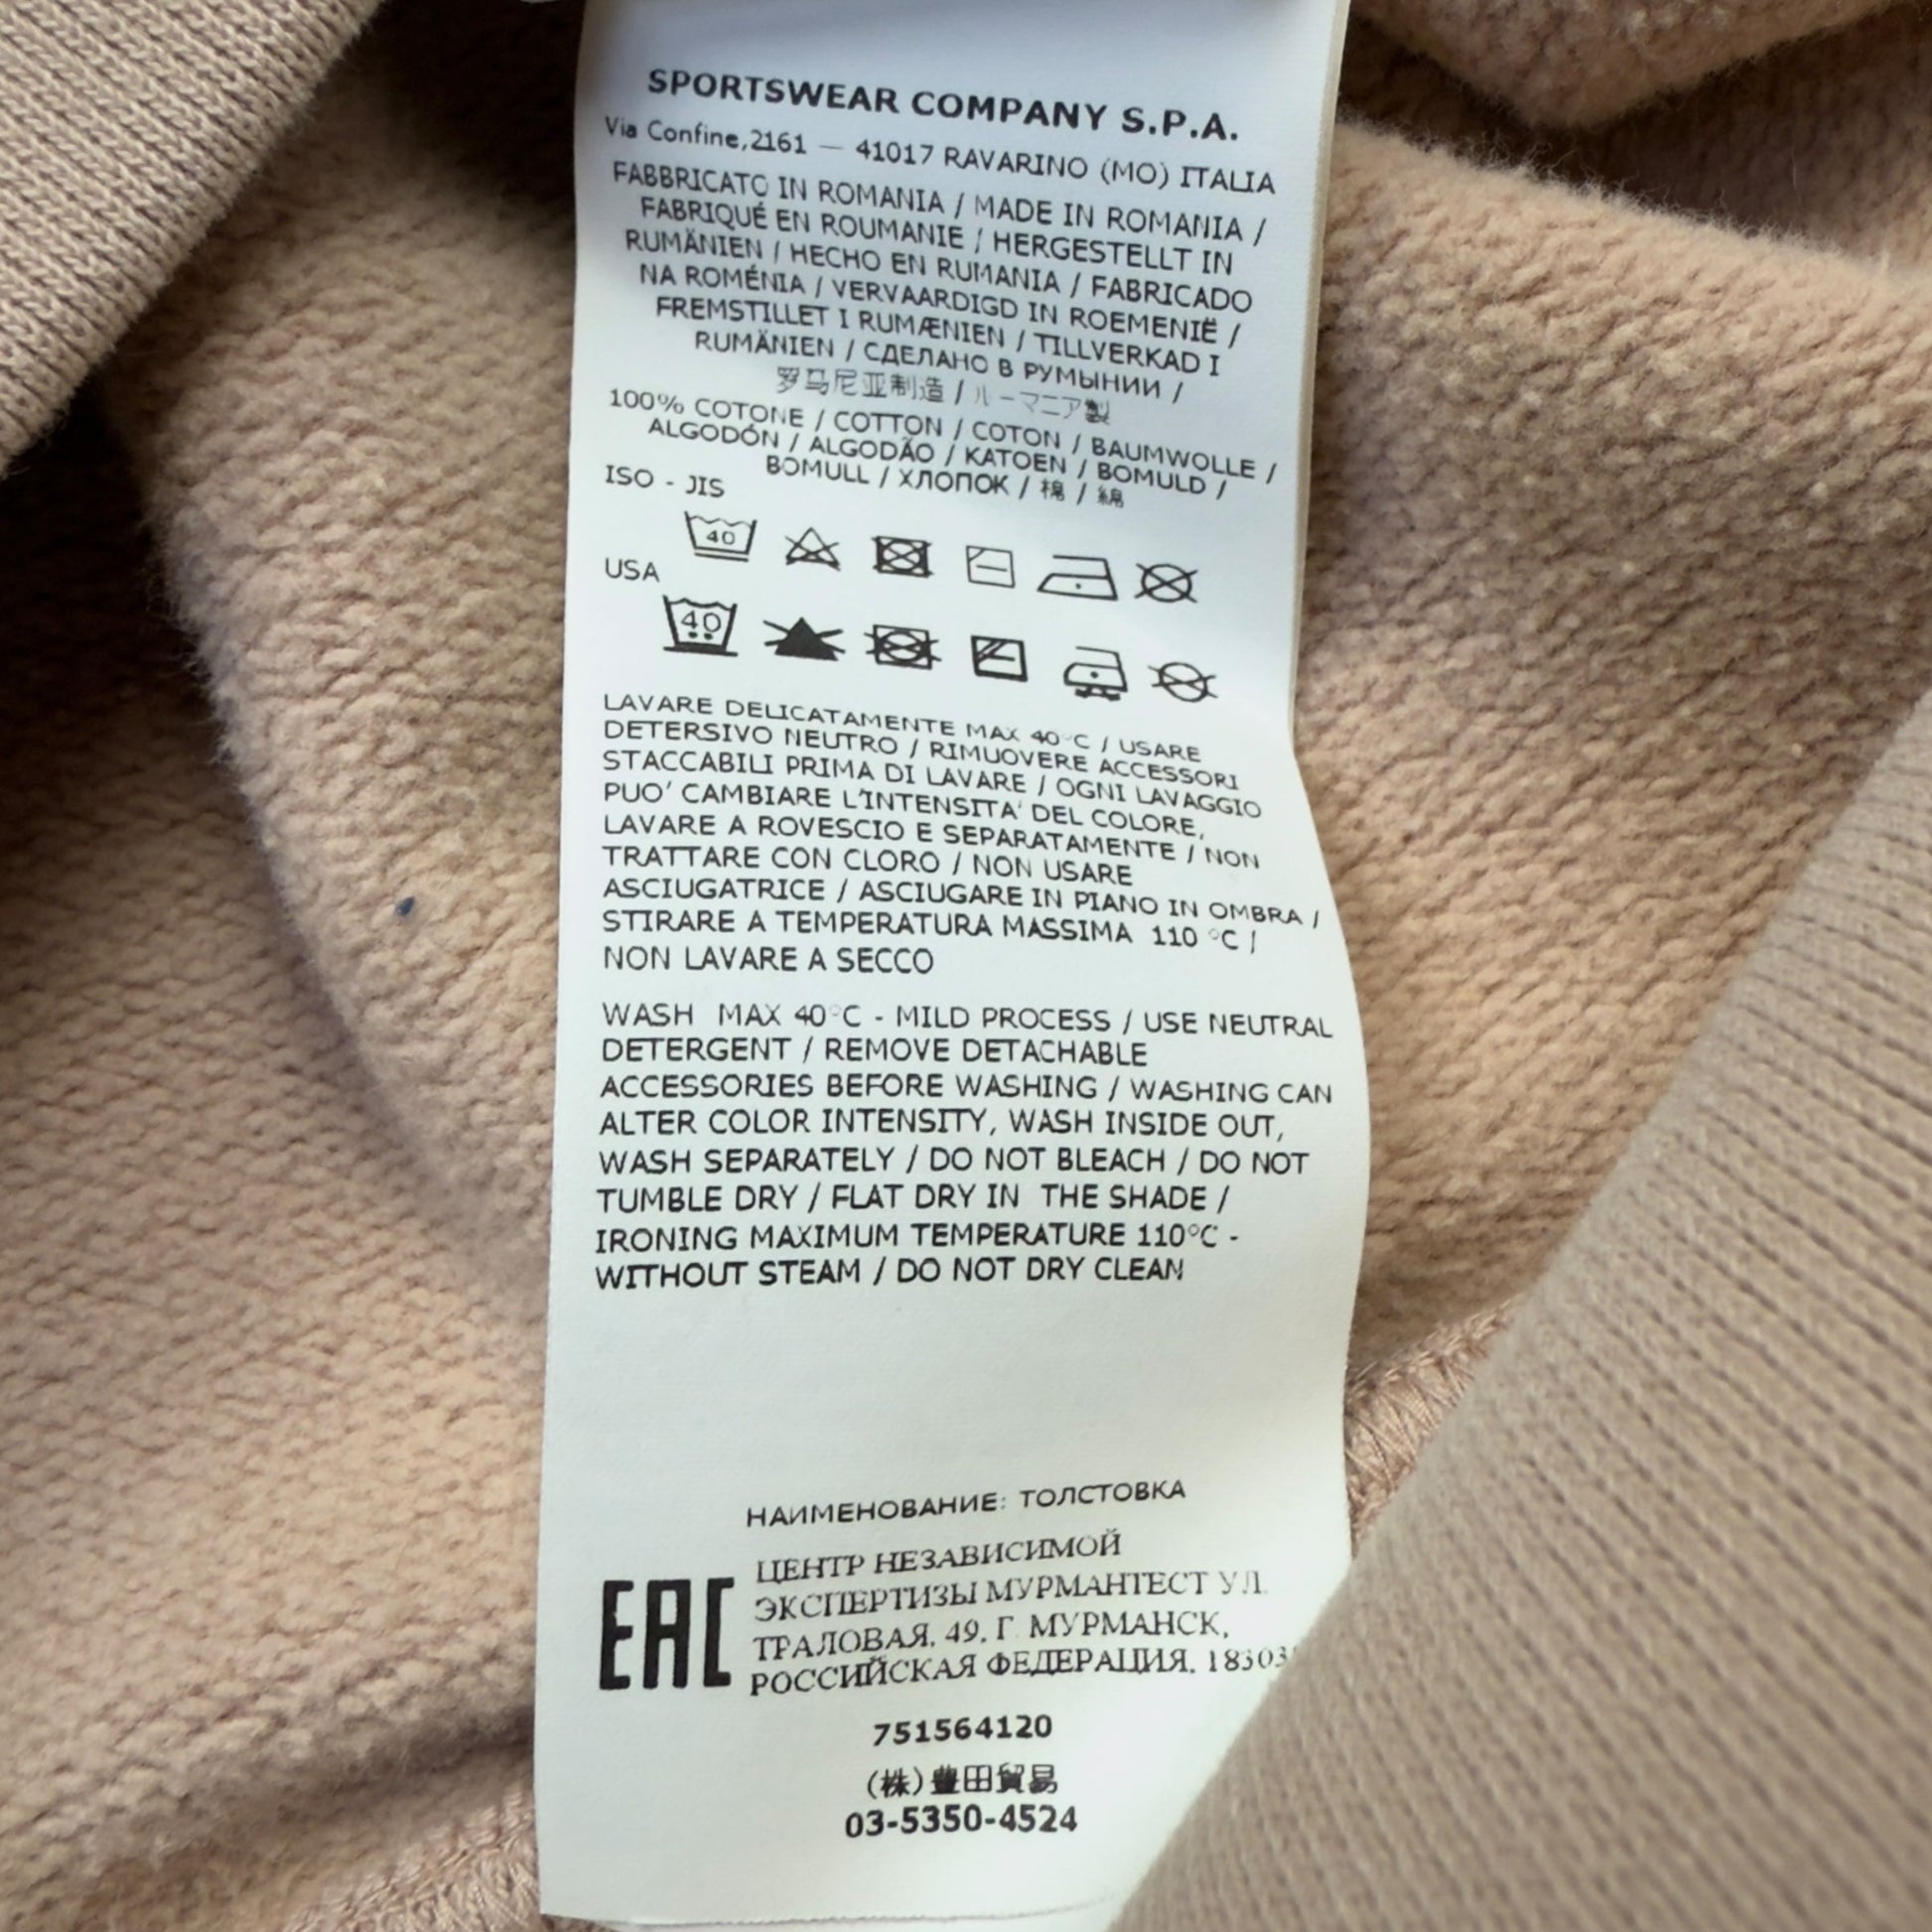 SPORTSWEAR COMPANY S.P.A.
Via Confine,2161 — 41017 RAVARINO (MO) ITALIA
FABBRICATO IN ROMANIA / MADE IN ROMANIA /
FABRIQUÉ EN ROUMANIE / HERGESTELLT IN
RUMÄNIEN / HECHO EN RUMANIA / FABRICADO
NA ROMÉNIA / VERVAARDIGD IN ROEMENIË /
FREMSTILLET I RUMÆNIEN / TILLVERKAD I
RUMÄNIEN / СДЕЛАНО В РУМЫНИИ /
罗马尼亚制造 / ルーマニア製
100% COTONE / COTTON / COTON / BAUMWOLLE /
ALGODÓN / ALGODÃO / KATOEN / BOMULD /
BOMULL / ХЛОПОК / 棉 / 綿
ISO - JIS
40
USA
40
LAVARE DELICATAMENTE MAX 40°C / USARE
DETERSIVO NEUTRO / RIMUOVERE ACCESSORI
STACCABILI PRIMA DI LAVARE / OGNI LAVAGGIO
PUO' CAMBIARE L'INTENSITA' DEL COLORE,
LAVARE A ROVESCIO E SEPARATAMENTE / NON
TRATTARE CON CLORO / NON USARE
ASCIUGATRICE / ASCIUGARE IN PIANO IN OMBRA /
STIRARE A TEMPERATURA MASSIMA 110 °C /
NON LAVARE A SECCO
WASH MAX 40°C - MILD PROCESS / USE NEUTRAL
DETERGENT / REMOVE DETACHABLE
ACCESSORIES BEFORE WASHING / WASHING CAN
ALTER COLOR INTENSITY, WASH INSIDE OUT,
WASH SEPARATELY / DO NOT BLEACH / DO NOT
TUMBLE DRY / FLAT DRY IN THE SHADE /
IRONING MAXIMUM TEMPERATURE 110°C -
WITHOUT STEAM / DO NOT DRY CLEAN
НАИМЕНОВАНИЕ: ТОЛСТОВКА
EAC
ЦЕНТР НЕЗАВИСИМОЙ
ЭКСПЕРТИЗЫ МУРМАНТЕСТ УЛ.
ТРАЛОВАЯ, 49, Г. МУРМАНСК,
РОССИЙСКАЯ ФЕДЕРАЦИЯ,
751564120
(株)豊田貿易
03-5350-4524